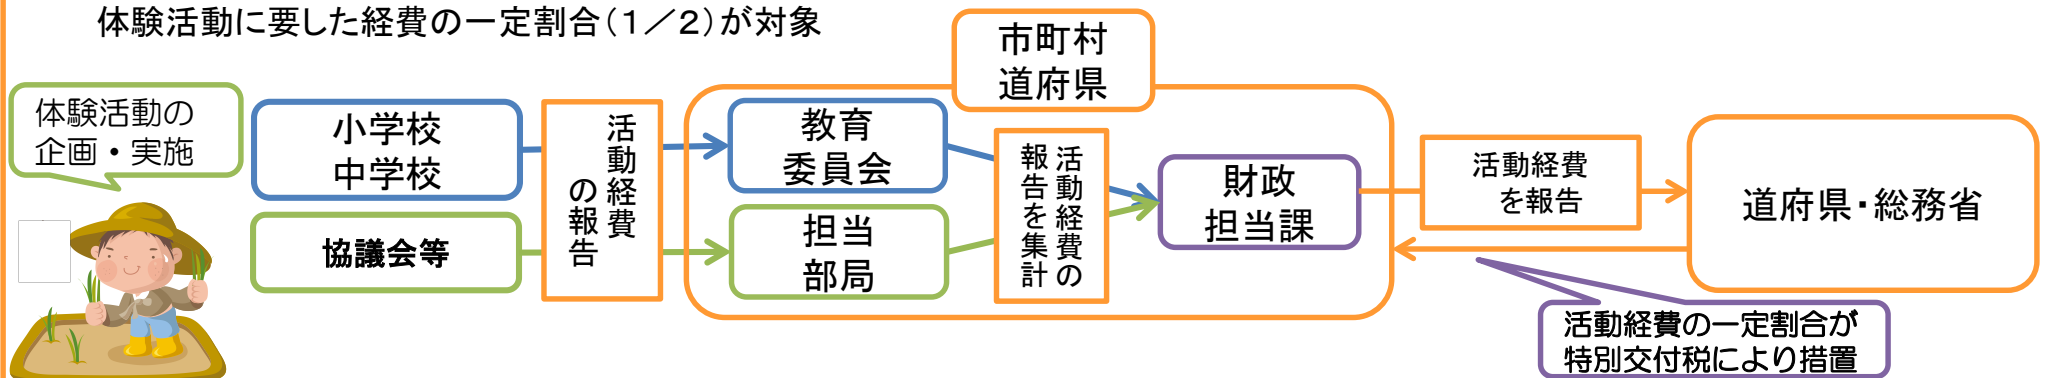 体験活動に要した経費の一定割合（１／２）が対象
体験活動の
企画・実施
小学校
中学校
協議会等
活動経費
の報告
市町村
道府県
教育
委員会
担当
部局
活動経費の
報告を集計
財政
担当課
活動経費
を報告
道府県・総務省
活動経費の一定割合が
特別交付税により措置